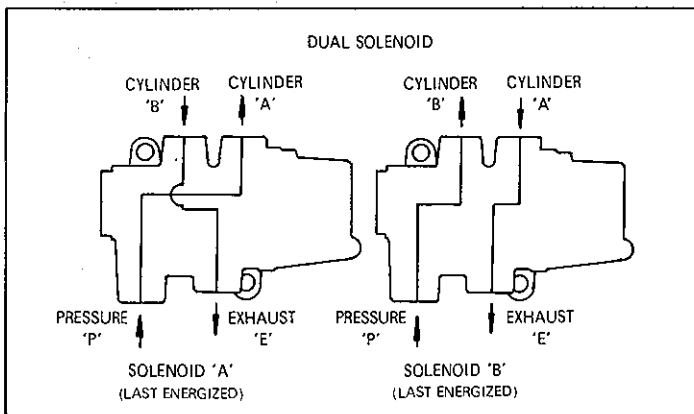 DUAL SOLENOID
CYLINDER 'B'
CYLINDER 'A'
CYLINDER 'B'
CYLINDER 'A'
PRESSURE 'P'
EXHAUST 'E'
PRESSURE 'P'
EXHAUST 'E'
SOLENOID 'A'
(LAST ENERGIZED)
SOLENOID 'B'
(LAST ENERGIZED)